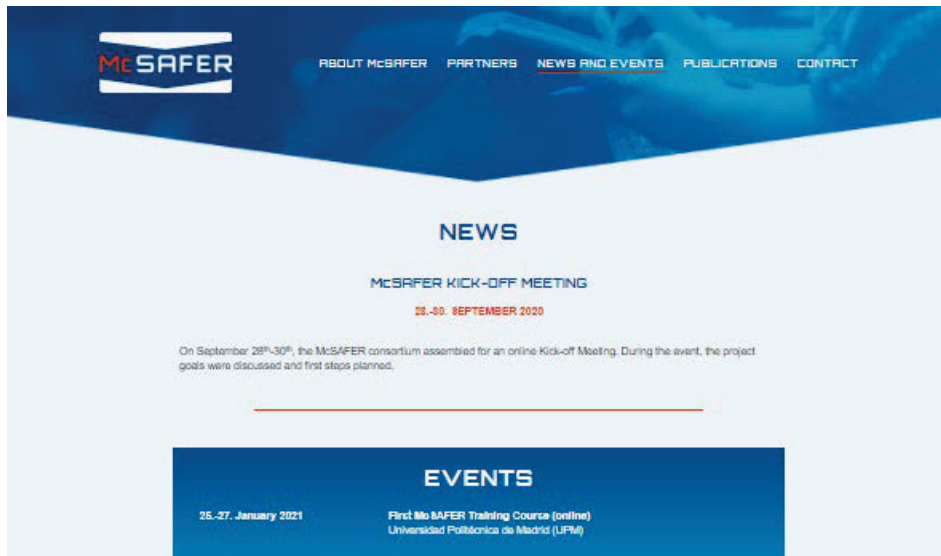 McSAFER
ABOUT McSAFER PARTNERS NEWS AND EVENTS PUBLICATIONS CONTACT
NEWS
McSAFER KICK-OFF MEETING
28.-30. SEPTEMBER 2020
On September 28th-30th, the McSAFER consortium assembled for an online Kick-off Meeting. During the event, the project
goals were discussed and first steps planned.
EVENTS
25.-27. January 2021 First McSAFER Training Course (online)
Universidad Politécnica de Madrid (UPM)